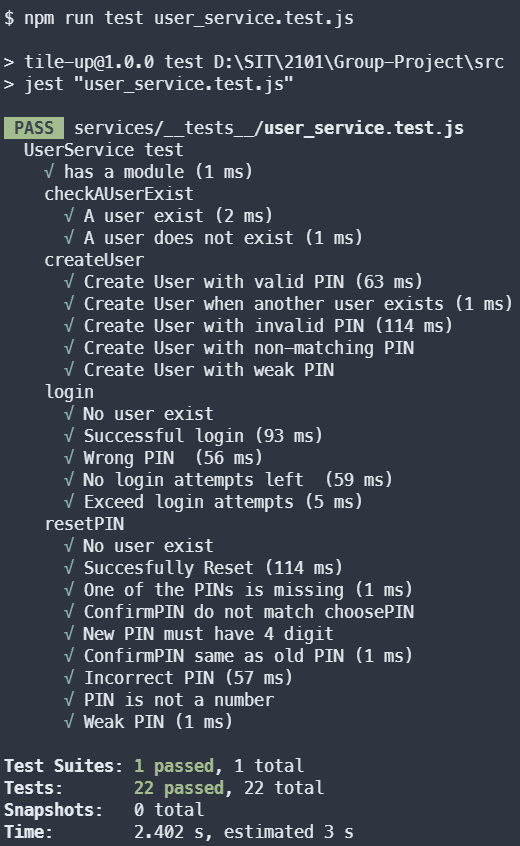 $ npm run test user_service.test.js
> tile-up@1.0.0 test D:\SIT\2101\Group-Project\src
> jest "user_service.test.js"
PASS services/__tests__/user_service.test.js
UserService test
√ has a module (1 ms)
checkAUserExist
√ A user exist (2 ms)
√ A user does not exist (1 ms)
createUser
√ Create User with valid PIN (63 ms)
√ Create User when another user exists (1 ms)
√ Create User with invalid PIN (114 ms)
√ Create User with non-matching PIN
√ Create User with weak PIN
login
√ No user exist
√ Successful login (93 ms)
√ Wrong PIN  (56 ms)
√ No login attempts left  (59 ms)
√ Exceed login attempts (5 ms)
resetPIN
√ No user exist
√ Succesfully Reset (114 ms)
√ One of the PINs is missing (1 ms)
√ ConfirmPIN do not match choosePIN
√ New PIN must have 4 digit
√ ConfirmPIN same as old PIN (1 ms)
√ Incorrect PIN (57 ms)
√ PIN is not a number
√ Weak PIN (1 ms)
Test Suites: 1 passed, 1 total
Tests: 22 passed, 22 total
Snapshots: 0 total
Time: 2.402 s, estimated 3 s